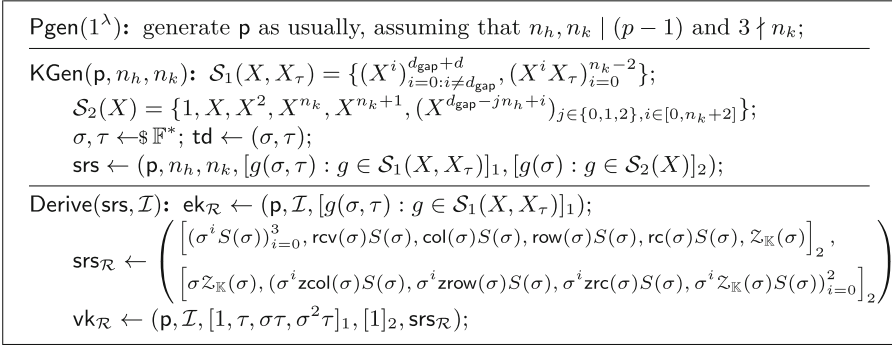 Pgen(1^λ): generate p as usually, assuming that n_h, n_k | (p − 1) and 3 ∤ n_k;
KGen(p, n_h, n_k): S_1(X, X_τ) = {(X^i)_{i=0:i≠d_gap}^{d_gap+d}, (X^i X_τ)_{i=0}^{n_k−2}};
S_2(X) = {1, X, X^2, X^{n_k}, X^{n_k+1}, (X^{d_gap−jn_h+i})_{j∈{0,1,2},i∈[0,n_k+2]}};
σ, τ ←$ 𝔽*; td ← (σ, τ);
srs ← (p, n_h, n_k, [g(σ, τ) : g ∈ S_1(X, X_τ)]_1, [g(σ) : g ∈ S_2(X)]_2);
Derive(srs, I): ek_R ← (p, I, [g(σ, τ) : g ∈ S_1(X, X_τ)]_1);
srs_R ← ( [(σ^i S(σ))_{i=0}^3, rcv(σ)S(σ), col(σ)S(σ), row(σ)S(σ), rc(σ)S(σ), Z_𝕂(σ)]_2,
[σZ_𝕂(σ), (σ^i zcol(σ)S(σ), σ^i zrow(σ)S(σ), σ^i zrc(σ)S(σ), σ^i Z_𝕂(σ)S(σ))_{i=0}^2]_2 )
vk_R ← (p, I, [1, τ, στ, σ^2τ]_1, [1]_2, srs_R);